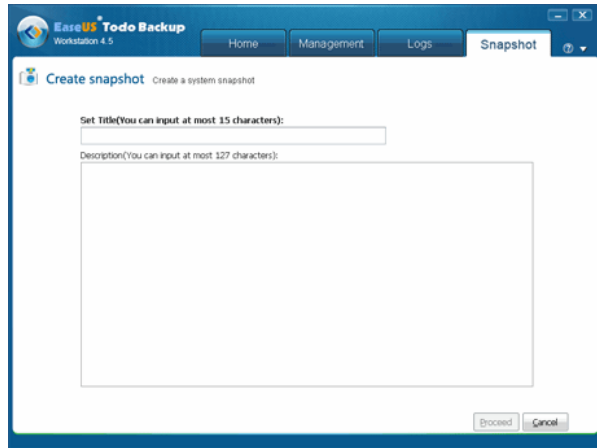 EaseUS Todo Backup
Workstation 4.5
Home Management Logs Snapshot
Create snapshot Create a system snapshot
Set Title(You can input at most 15 characters):
Description(You can input at most 127 characters):
Proceed Cancel